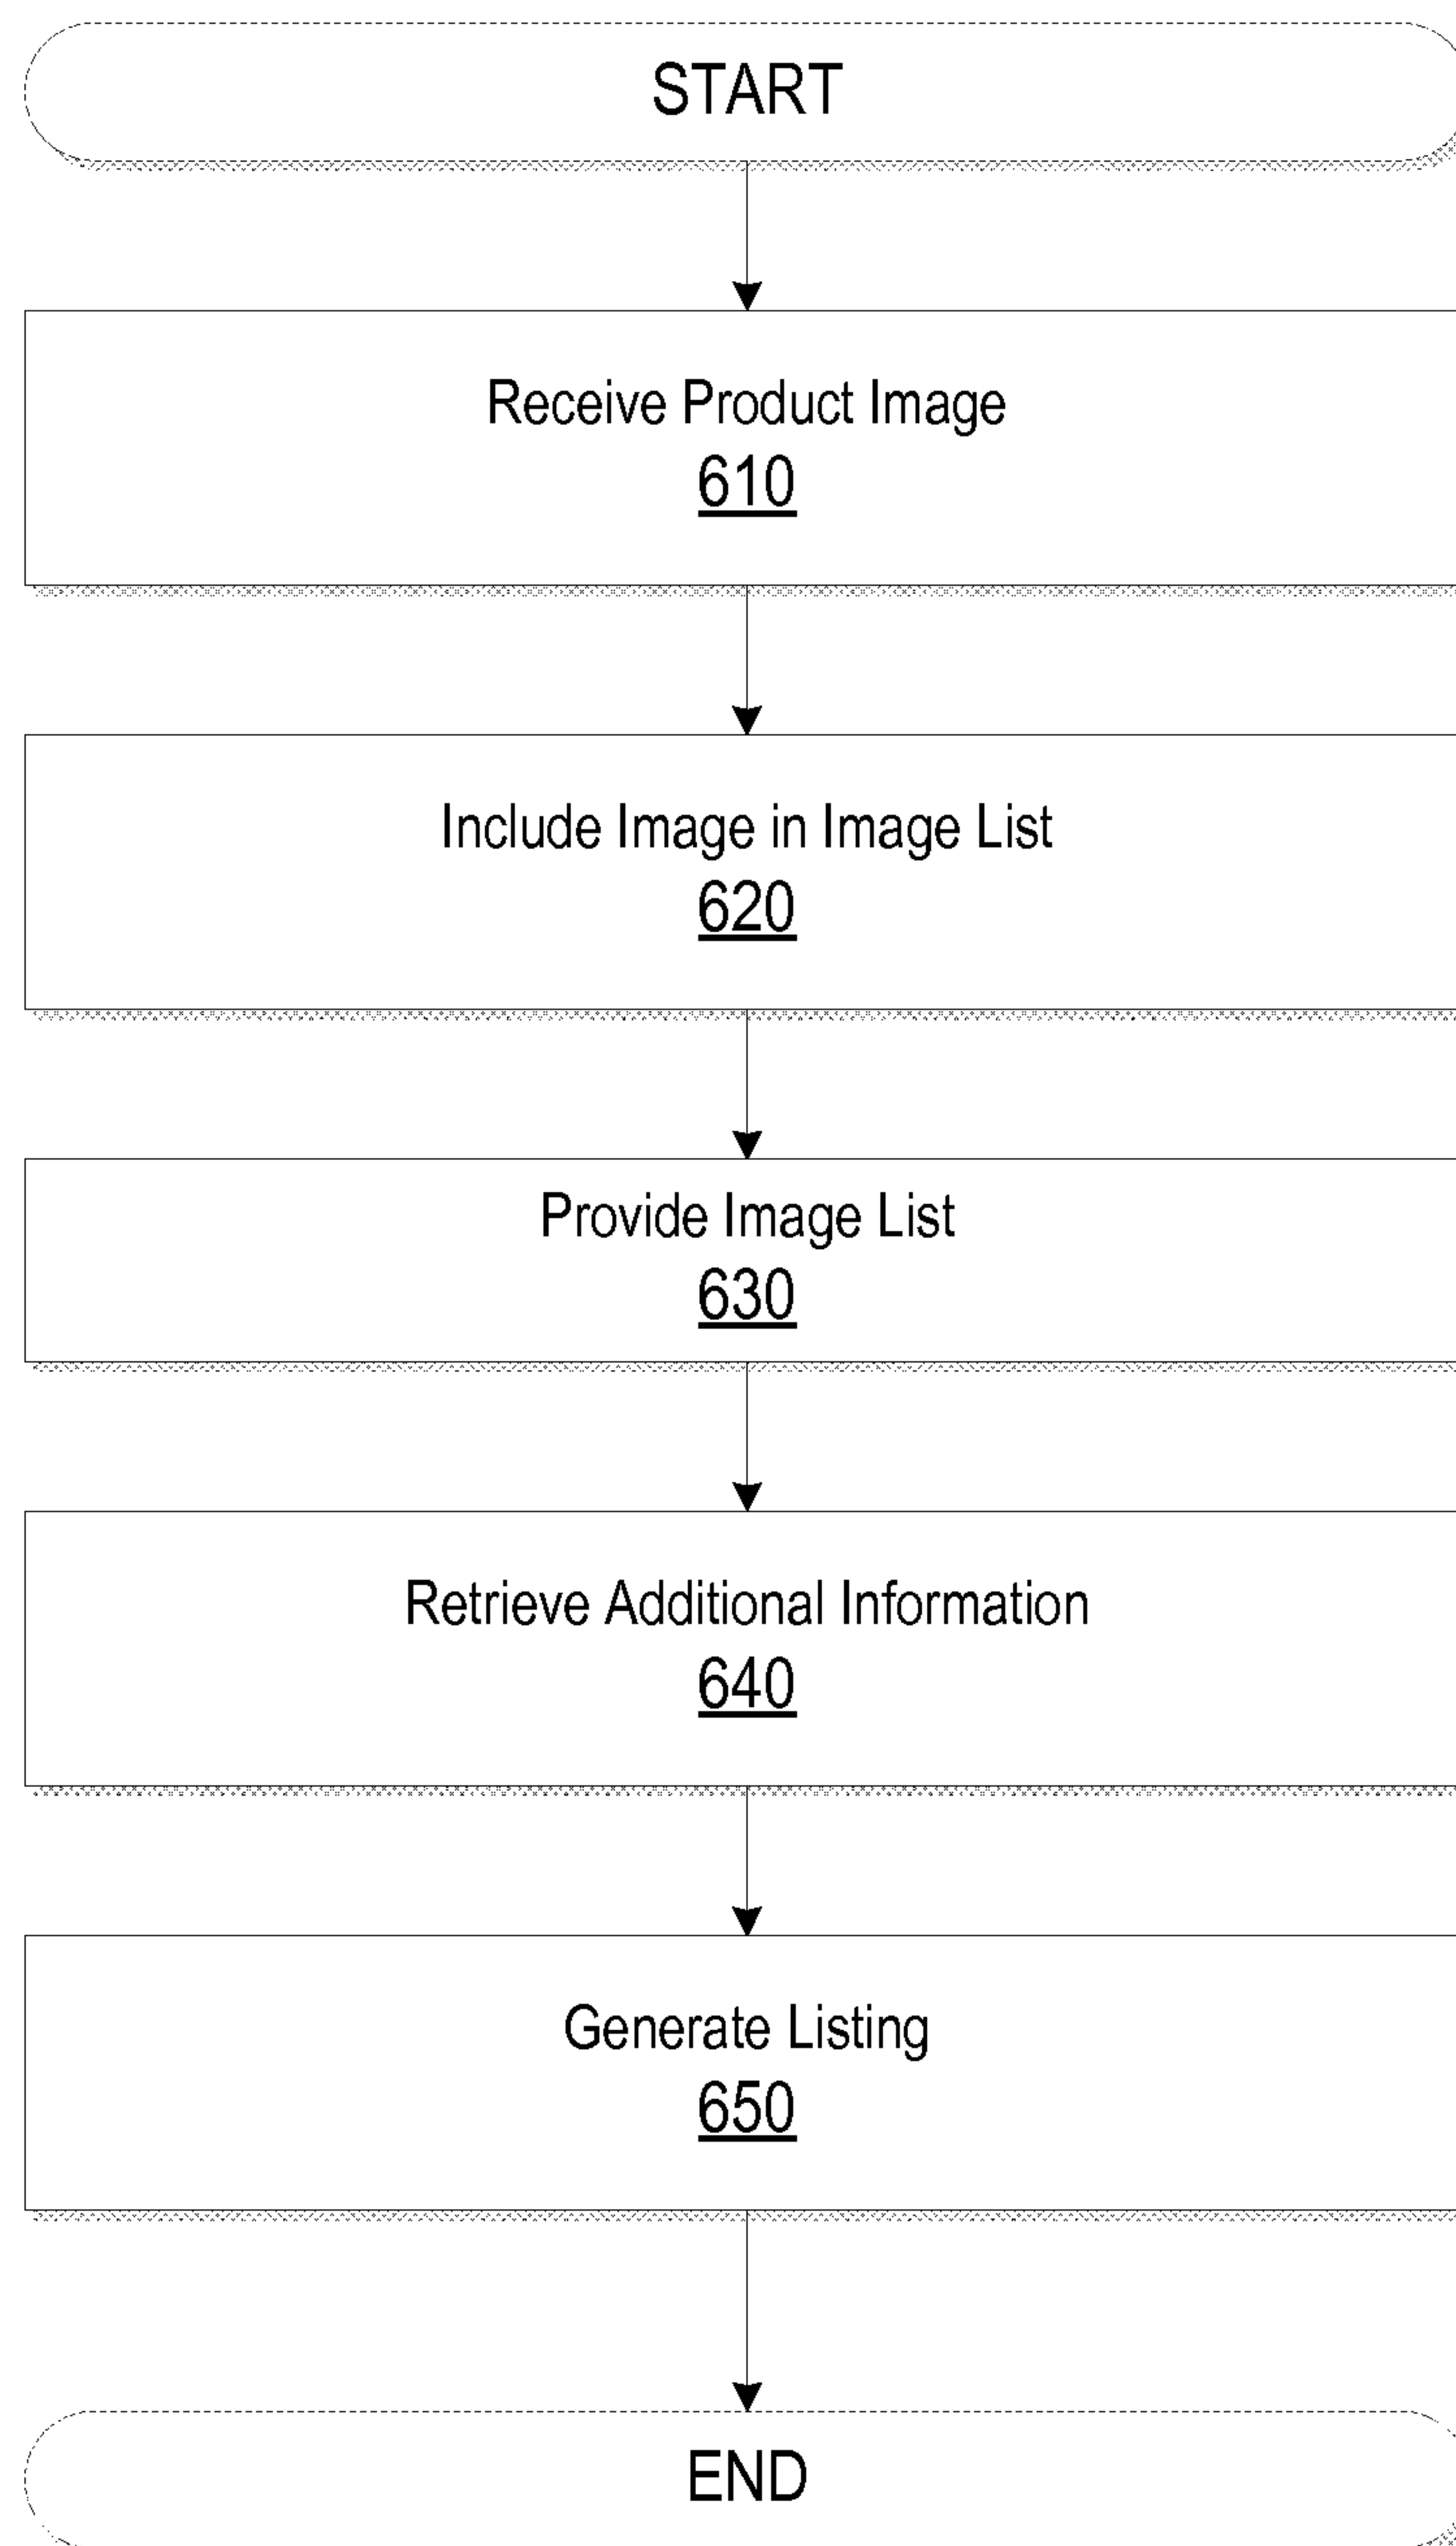 START
Receive Product Image
610
Include Image in Image List
620
Provide Image List
630
Retrieve Additional Information
640
Generate Listing
650
END